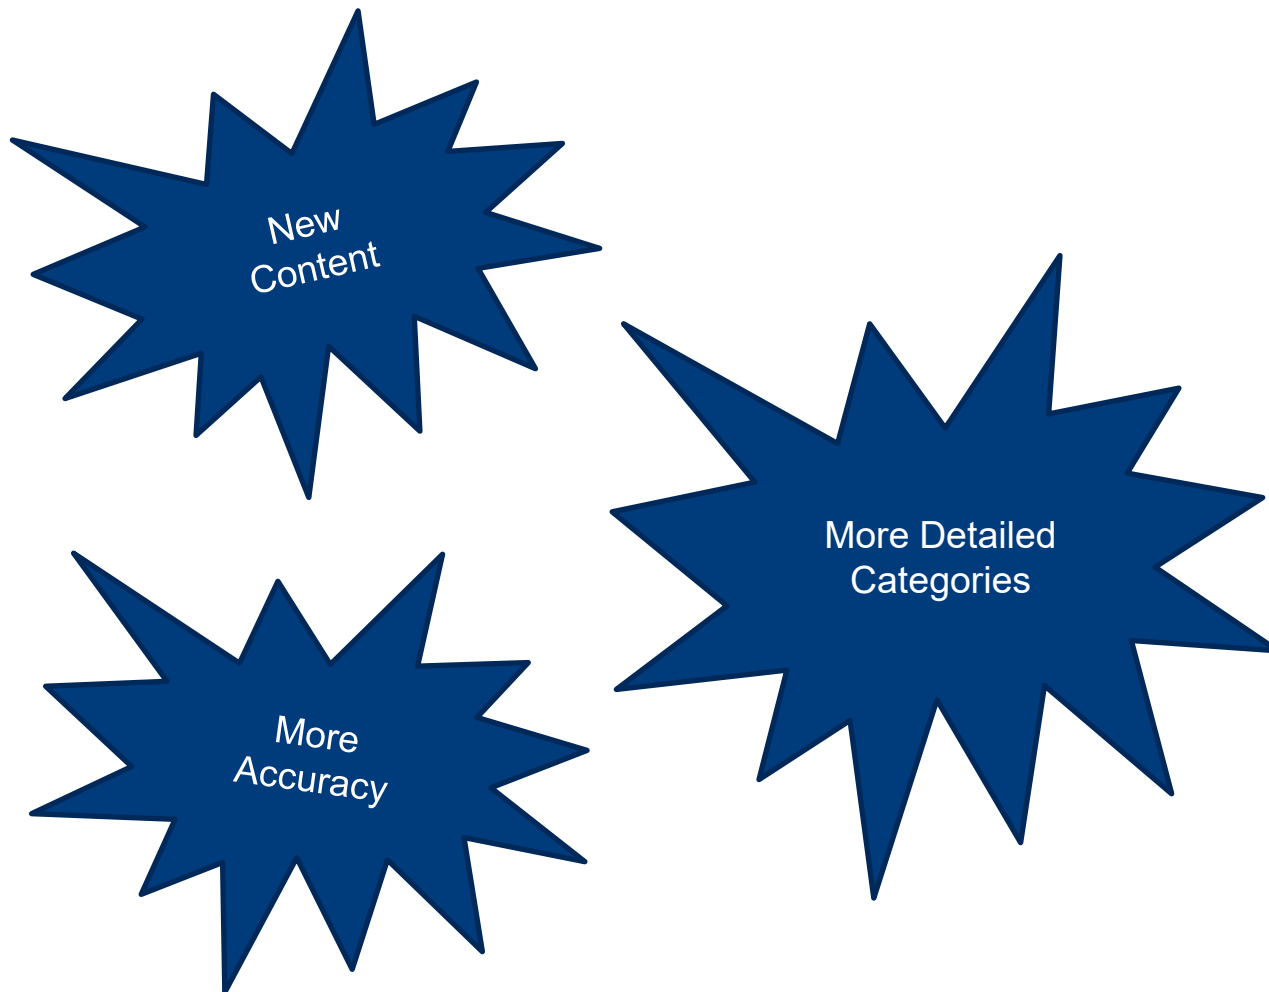 New
Content
More Detailed
Categories
More
Accuracy